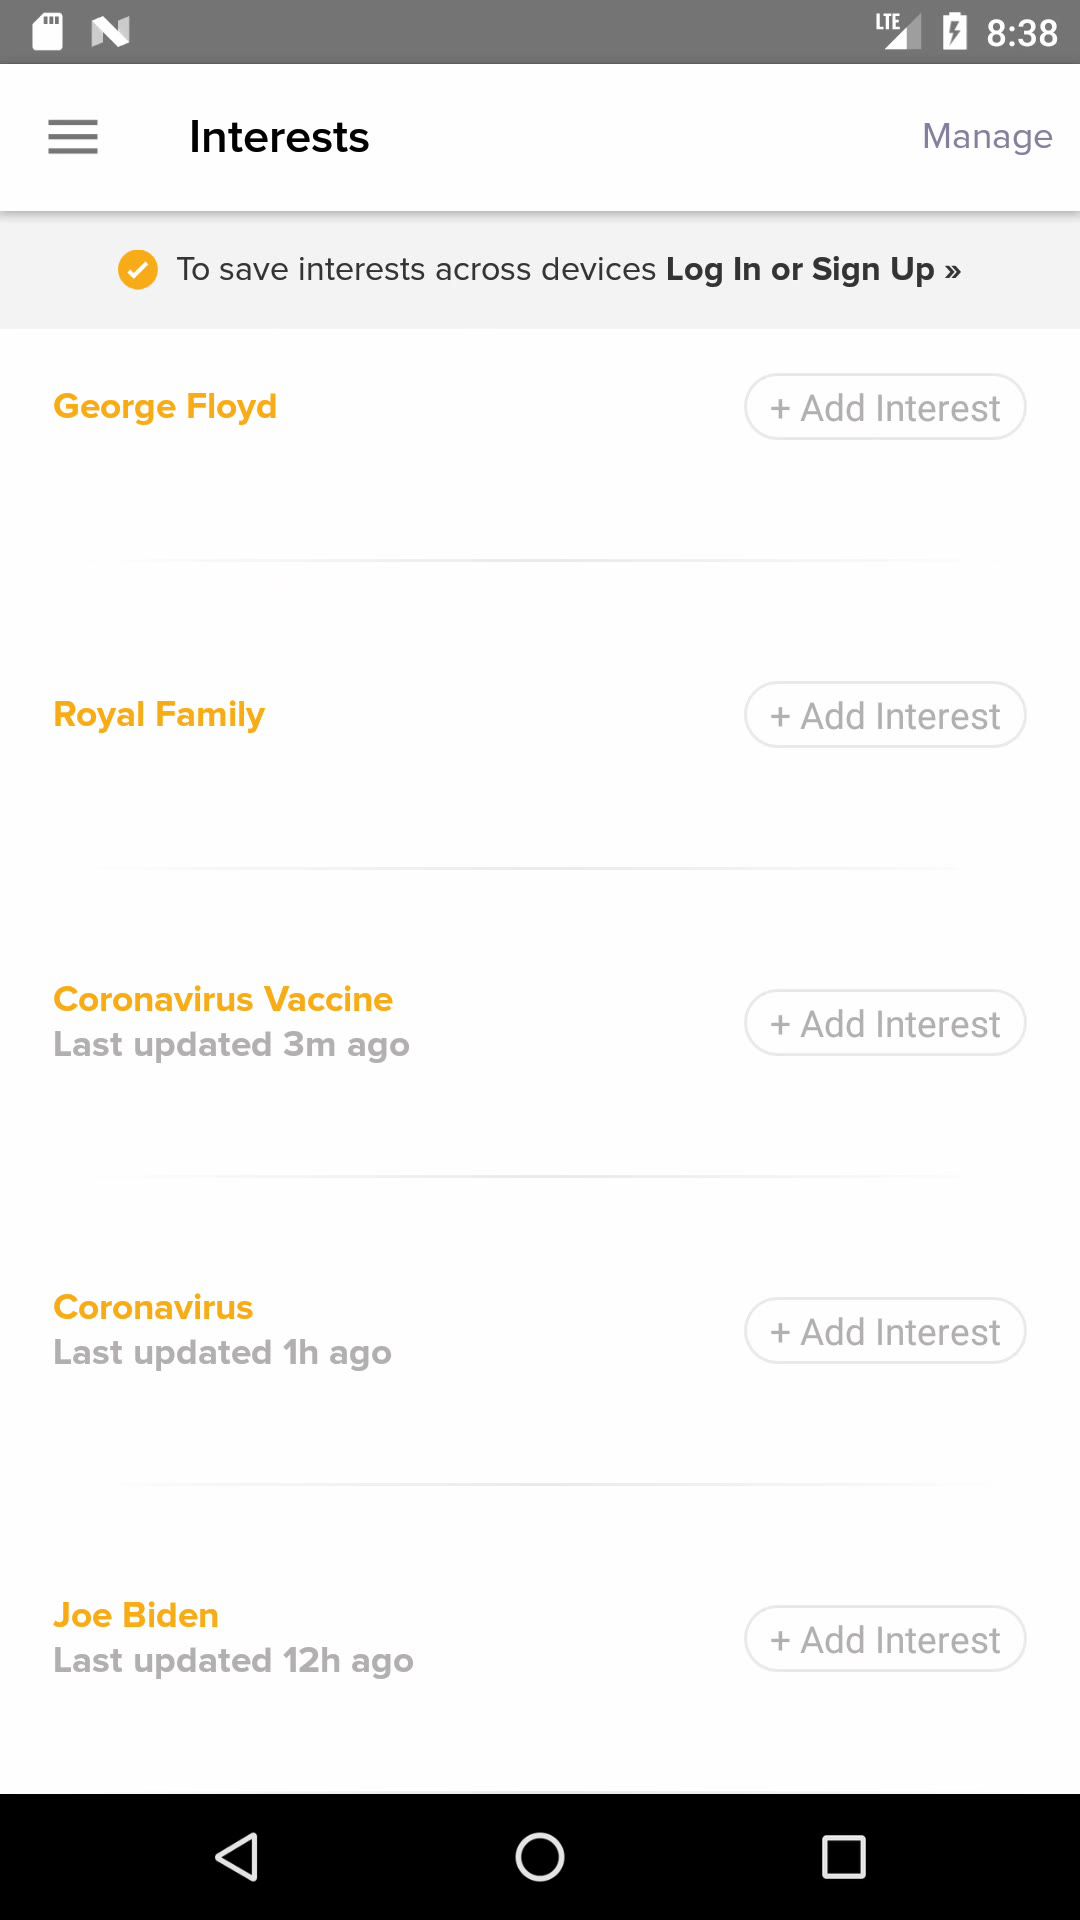 LTE 8:38
Interests Manage
To save interests across devices Log In or Sign Up »
George Floyd + Add Interest
Royal Family + Add Interest
Coronavirus Vaccine
Last updated 3m ago
+ Add Interest
Coronavirus
Last updated 1h ago
+ Add Interest
Joe Biden
Last updated 12h ago
+ Add Interest